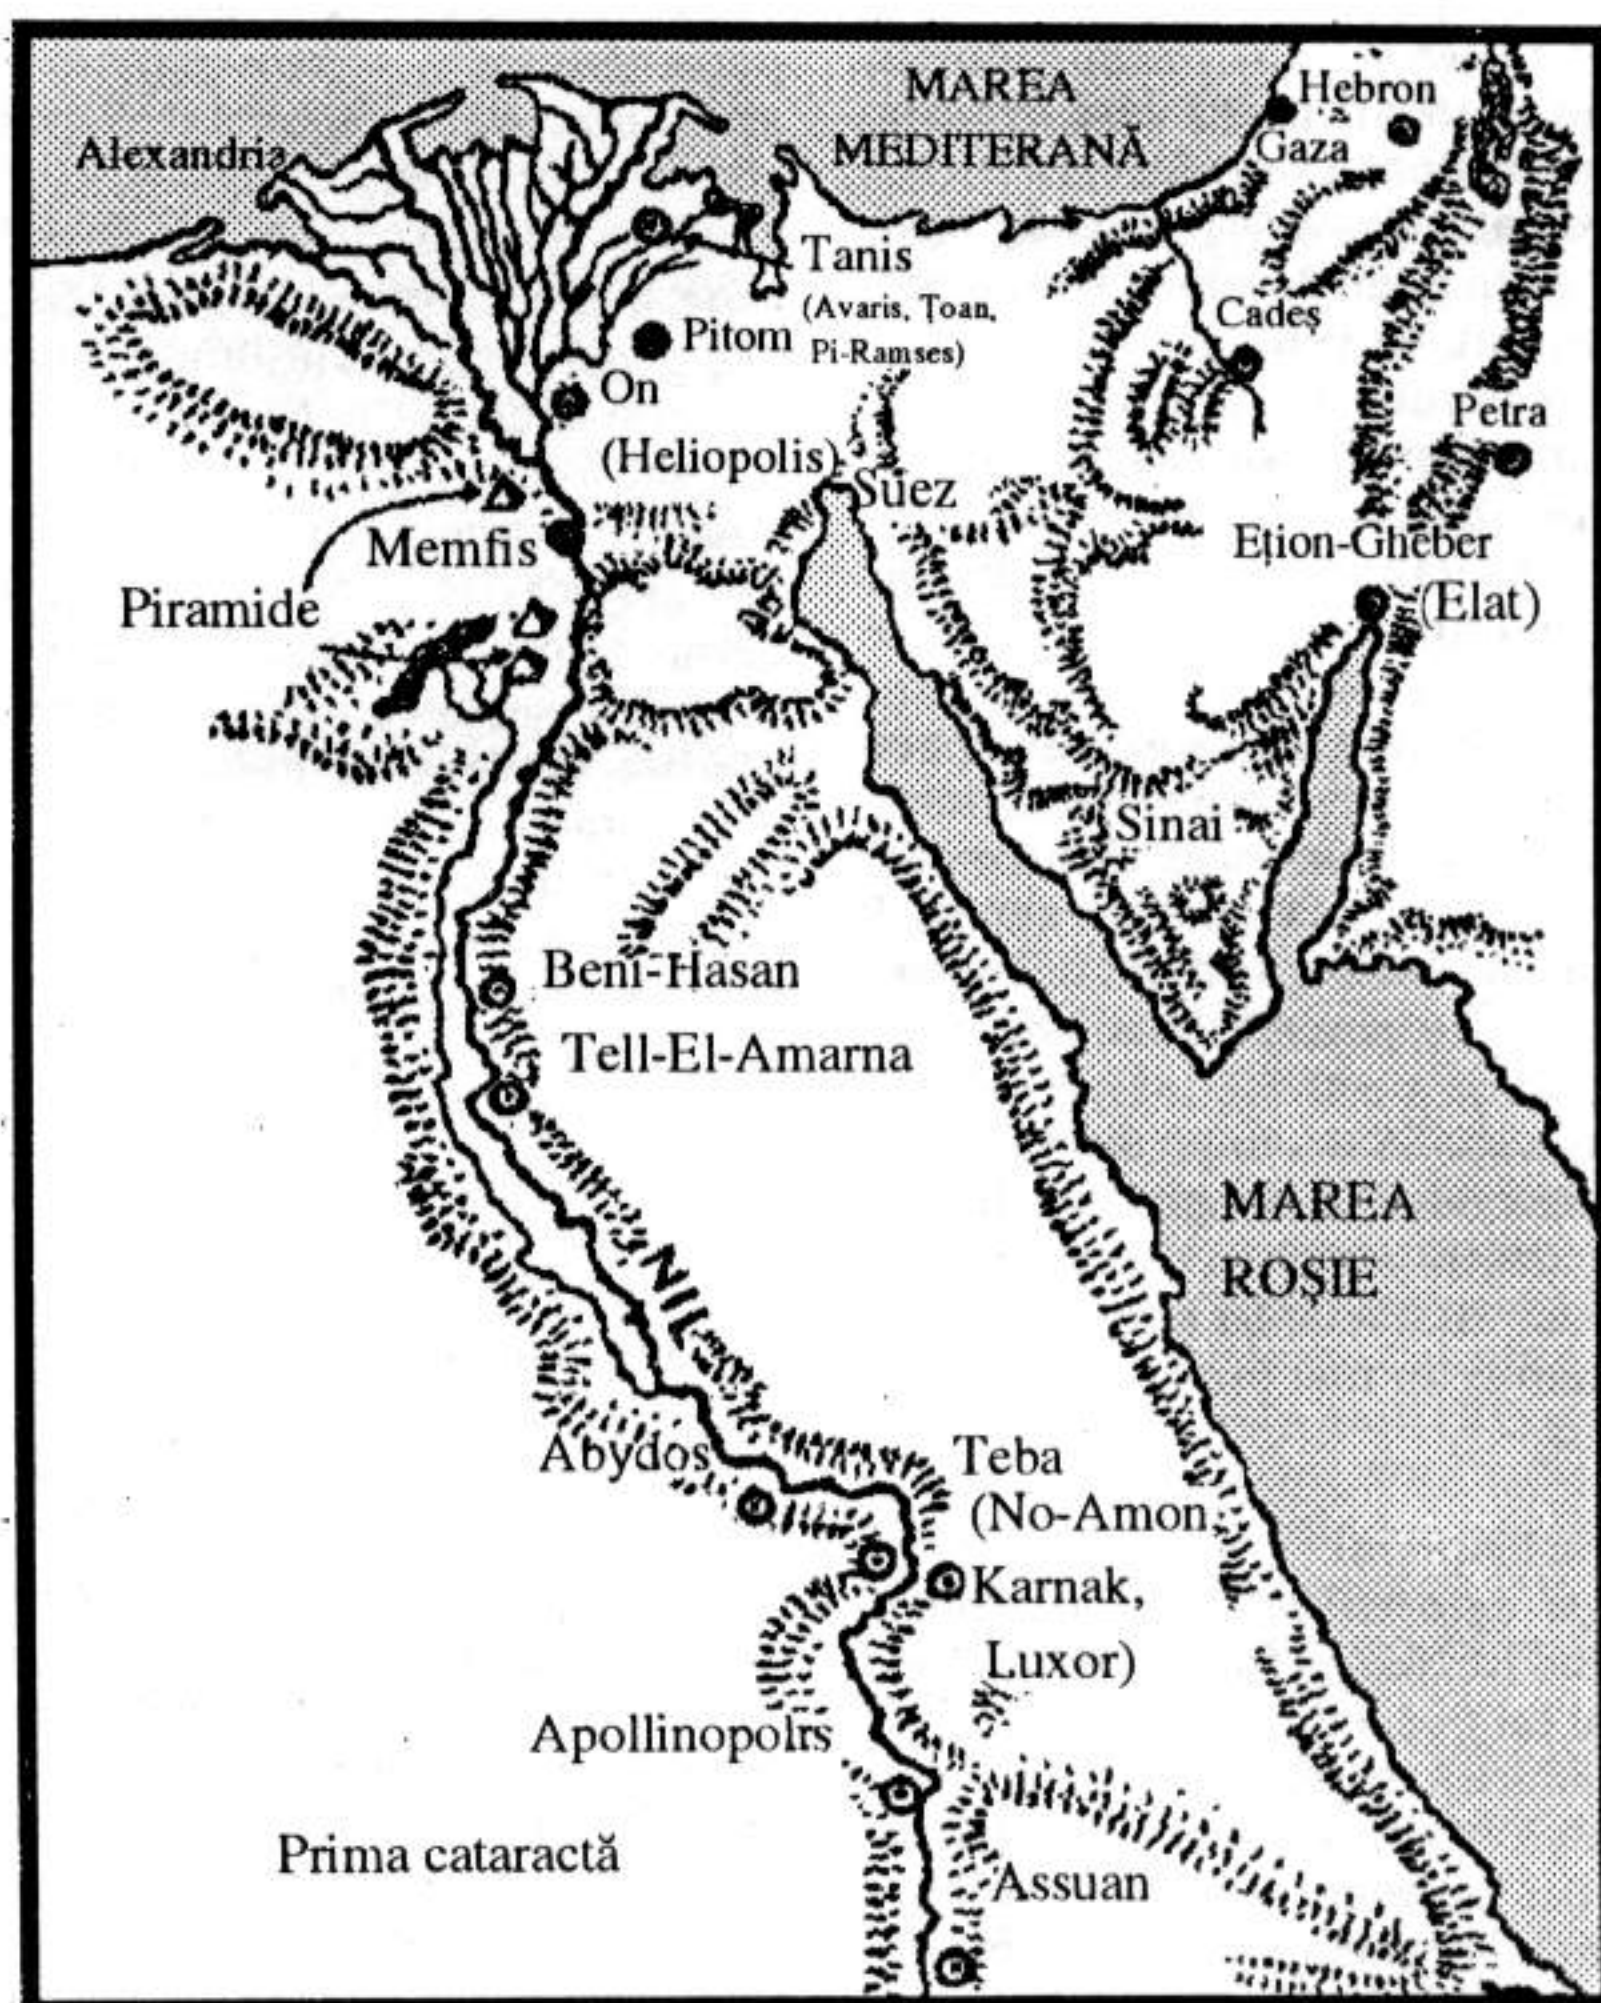 MAREA
MEDITERANĂ
Hebron
Gaza
Alexandria
Tanis
(Avaris, Țoan,
Pi-Ramses)
Pitom
Cadeș
On
(Heliopolis)
Petra
Suez
Memfis
Ețion-Gheber
(Elat)
Piramide
Sinai
Beni-Hasan
Tell-El-Amarna
MAREA
ROȘIE
NIL
Abydos
Teba
(No-Amon
Karnak,
Luxor)
Apollinopolis
Prima cataractă
Assuan